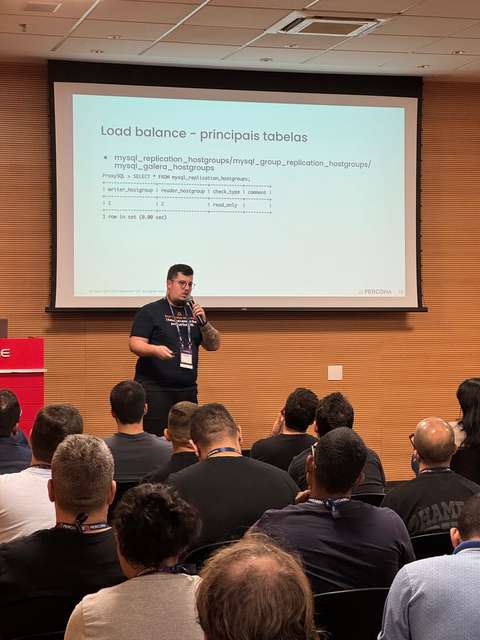 Load balance - principais tabelas
• mysql_replication_hostgroups/mysql_group_replication_hostgroups/
mysql_galera_hostgroups
ProxySQL > SELECT * FROM mysql_replication_hostgroups;
+------------------+------------------+------------+---------+
| writer_hostgroup | reader_hostgroup | check_type | comment |
+------------------+------------------+------------+---------+
| 1 | 2 | read_only | |
+------------------+------------------+------------+---------+
1 row in set (0.00 sec)
PERCONA